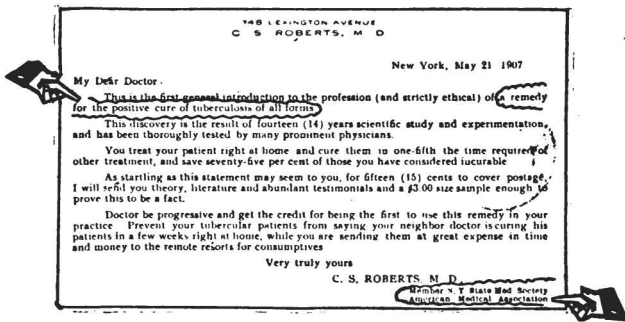 748 LEXINGTON AVENUE
C S ROBERTS, M D
New York, May 21 1907
My Dear Doctor
This is the first general introduction to the profession (and strictly ethical) of a remedy
for the positive cure of tuberculosis of all forms
This discovery is the result of fourteen (14) years scientific study and experimentation,
and has been thoroughly tested by many prominent physicians.
You treat your patient right at home and cure them in one-fifth the time required of
other treatment, and save seventy-five per cent of those you have considered incurable
As startling as this statement may seem to you, for fifteen (15) cents to cover postage,
I will send you theory, literature and abundant testimonials and a $3.00 size sample enough to
prove this to be a fact.
Doctor be progressive and get the credit for being the first to use this remedy in your
practice Prevent your tubercular patients from saying your neighbor doctor is curing his
patients in a few weeks right at home, while you are sending them at great expense in time
and money to the remote resorts for consumptives
Very truly yours
C. S. ROBERTS, M D.,
Member N. Y State Med Society
American Medical Association